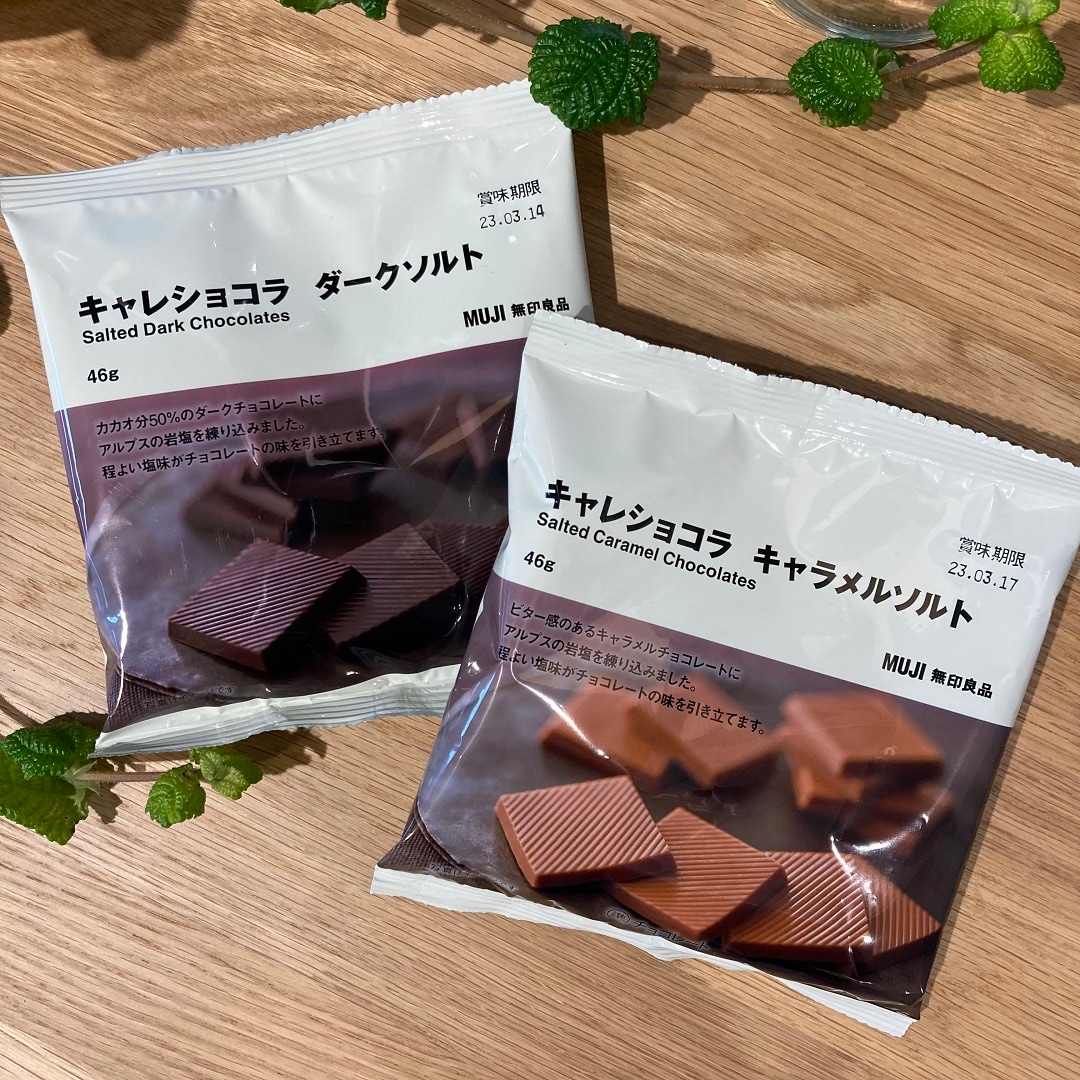 賞味期限
23.03.14
キャレショコラ ダークソルト
Salted Dark Chocolates
MUJI 無印良品
46g
カカオ分50%のダークチョコレートに
アルプスの岩塩を練り込みました。
程よい塩味がチョコレートの味を引き立てます。
キャレショコラ キャラメルソルト
Salted Caramel Chocolates
賞味期限
23.03.17
46g
MUJI 無印良品
ビター感のあるキャラメルチョコレートに
アルプスの岩塩を練り込みました。
程よい塩味がチョコレートの味を引き立てます。
チョコレート